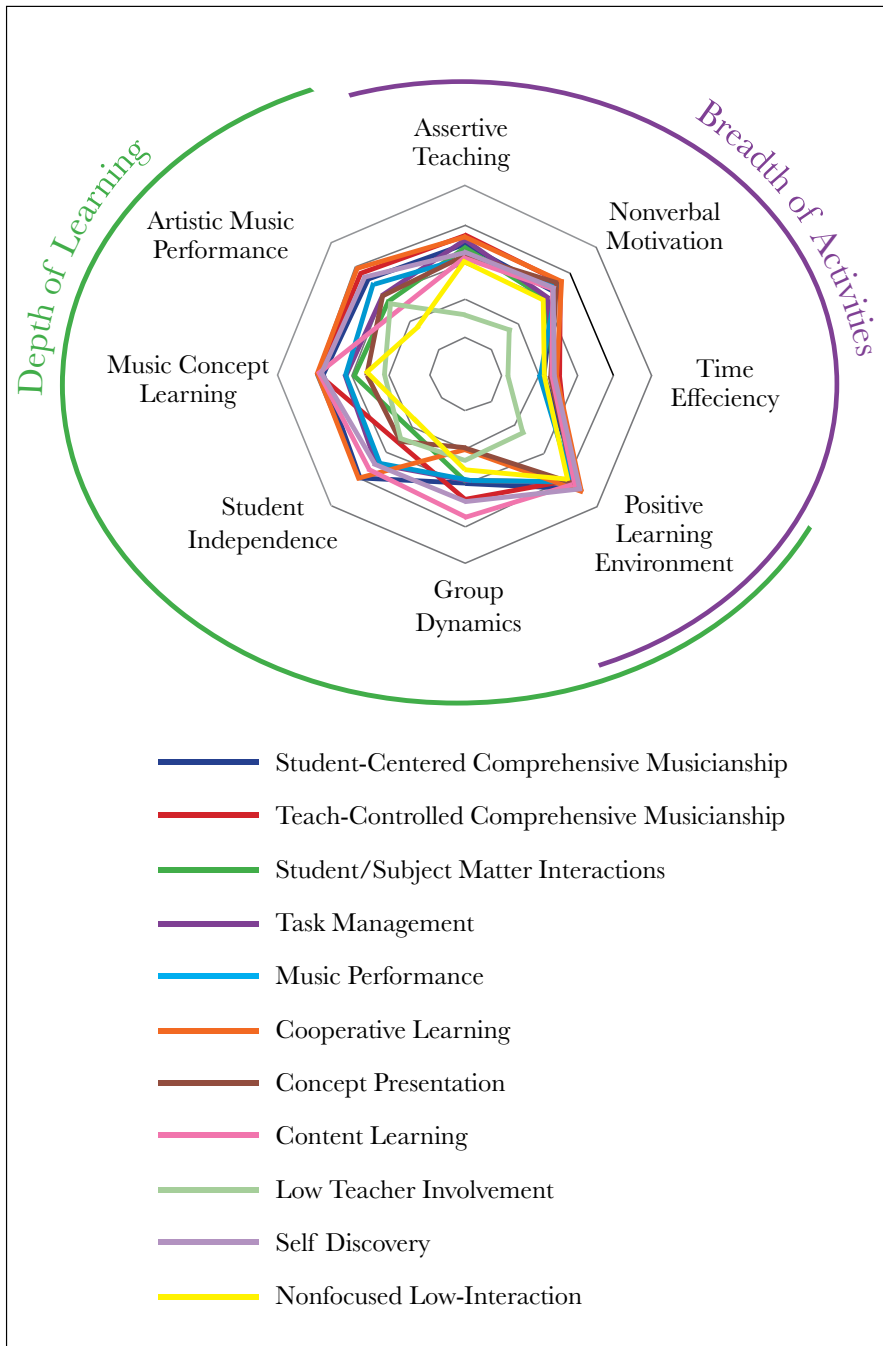 Depth of Learning
Breadth of Activities
Assertive
Teaching
Nonverbal
Motivation
Time
Effeciency
Positive
Learning
Environment
Group
Dynamics
Student
Independence
Music Concept
Learning
Artistic Music
Performance
Student-Centered Comprehensive Musicianship
Teach-Controlled Comprehensive Musicianship
Student/Subject Matter Interactions
Task Management
Music Performance
Cooperative Learning
Concept Presentation
Content Learning
Low Teacher Involvement
Self Discovery
Nonfocused Low-Interaction